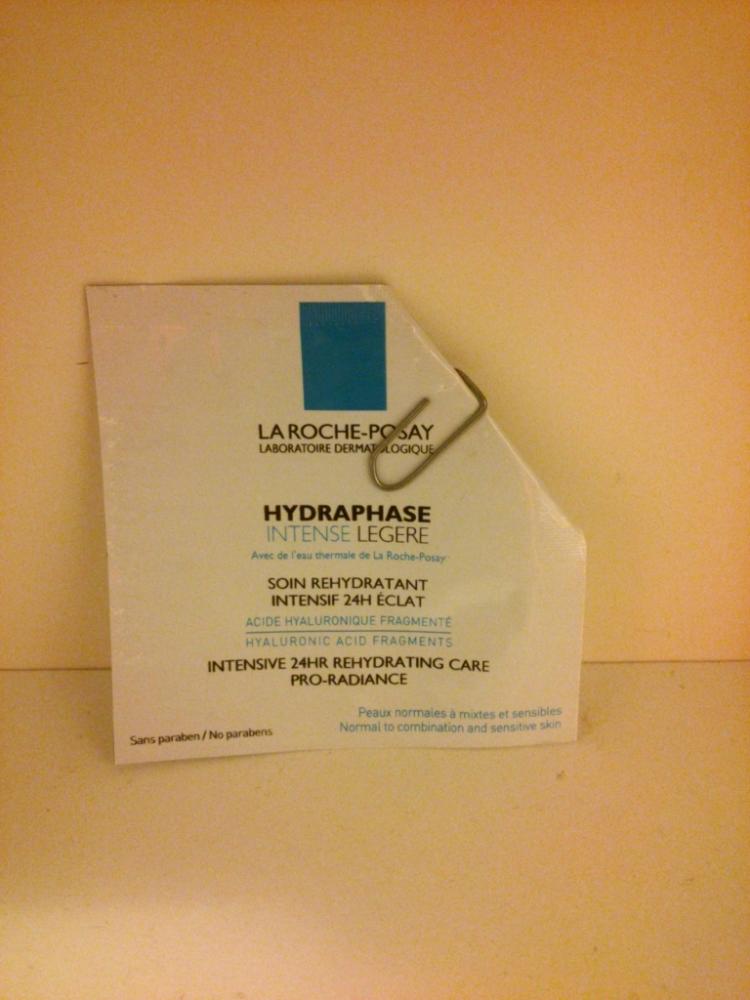 LA ROCHE-POSAY
LABORATOIRE DERMATOLOGIQUE
HYDRAPHASE
INTENSE LEGERE
Avec de l'eau thermale de La Roche-Posay
SOIN REHYDRATANT
INTENSIF 24H ÉCLAT
ACIDE HYALURONIQUE FRAGMENTÉ
HYALURONIC ACID FRAGMENTS
INTENSIVE 24HR REHYDRATING CARE
PRO-RADIANCE
Peaux normales à mixtes et sensibles
Normal to combination and sensitive skin
Sans paraben / No parabens